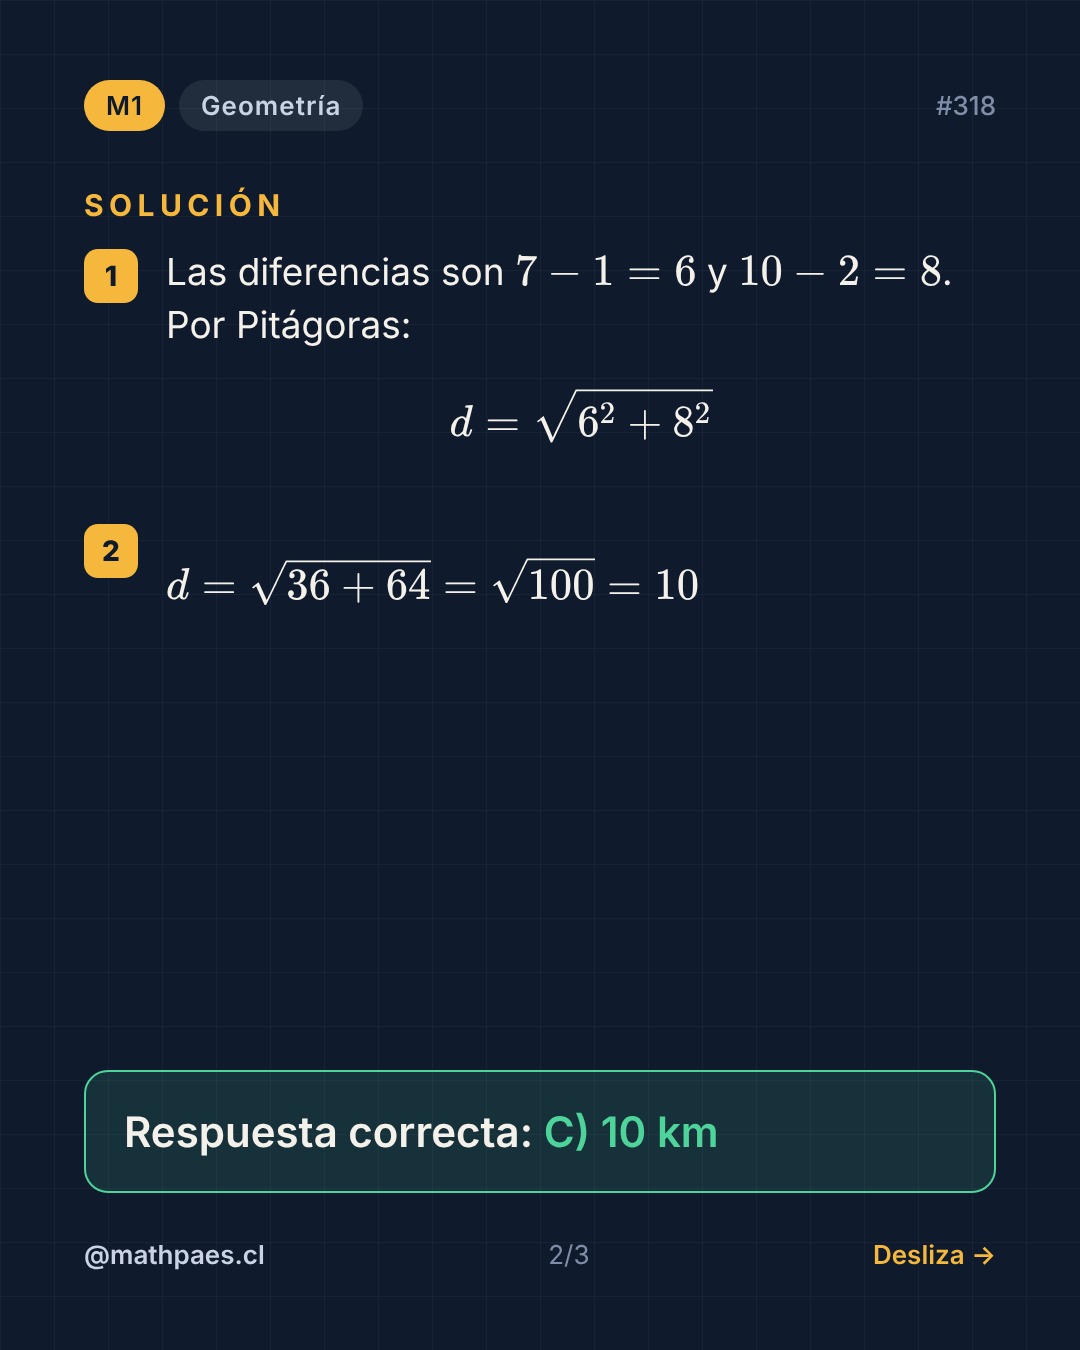 M1 Geometría #318
SOLUCIÓN
1 Las diferencias son 7 − 1 = 6 y 10 − 2 = 8.
Por Pitágoras:
d = √(6² + 8²)
2
d = √(36 + 64) = √100 = 10
Respuesta correcta: C) 10 km
@mathpaes.cl 2/3 Desliza →